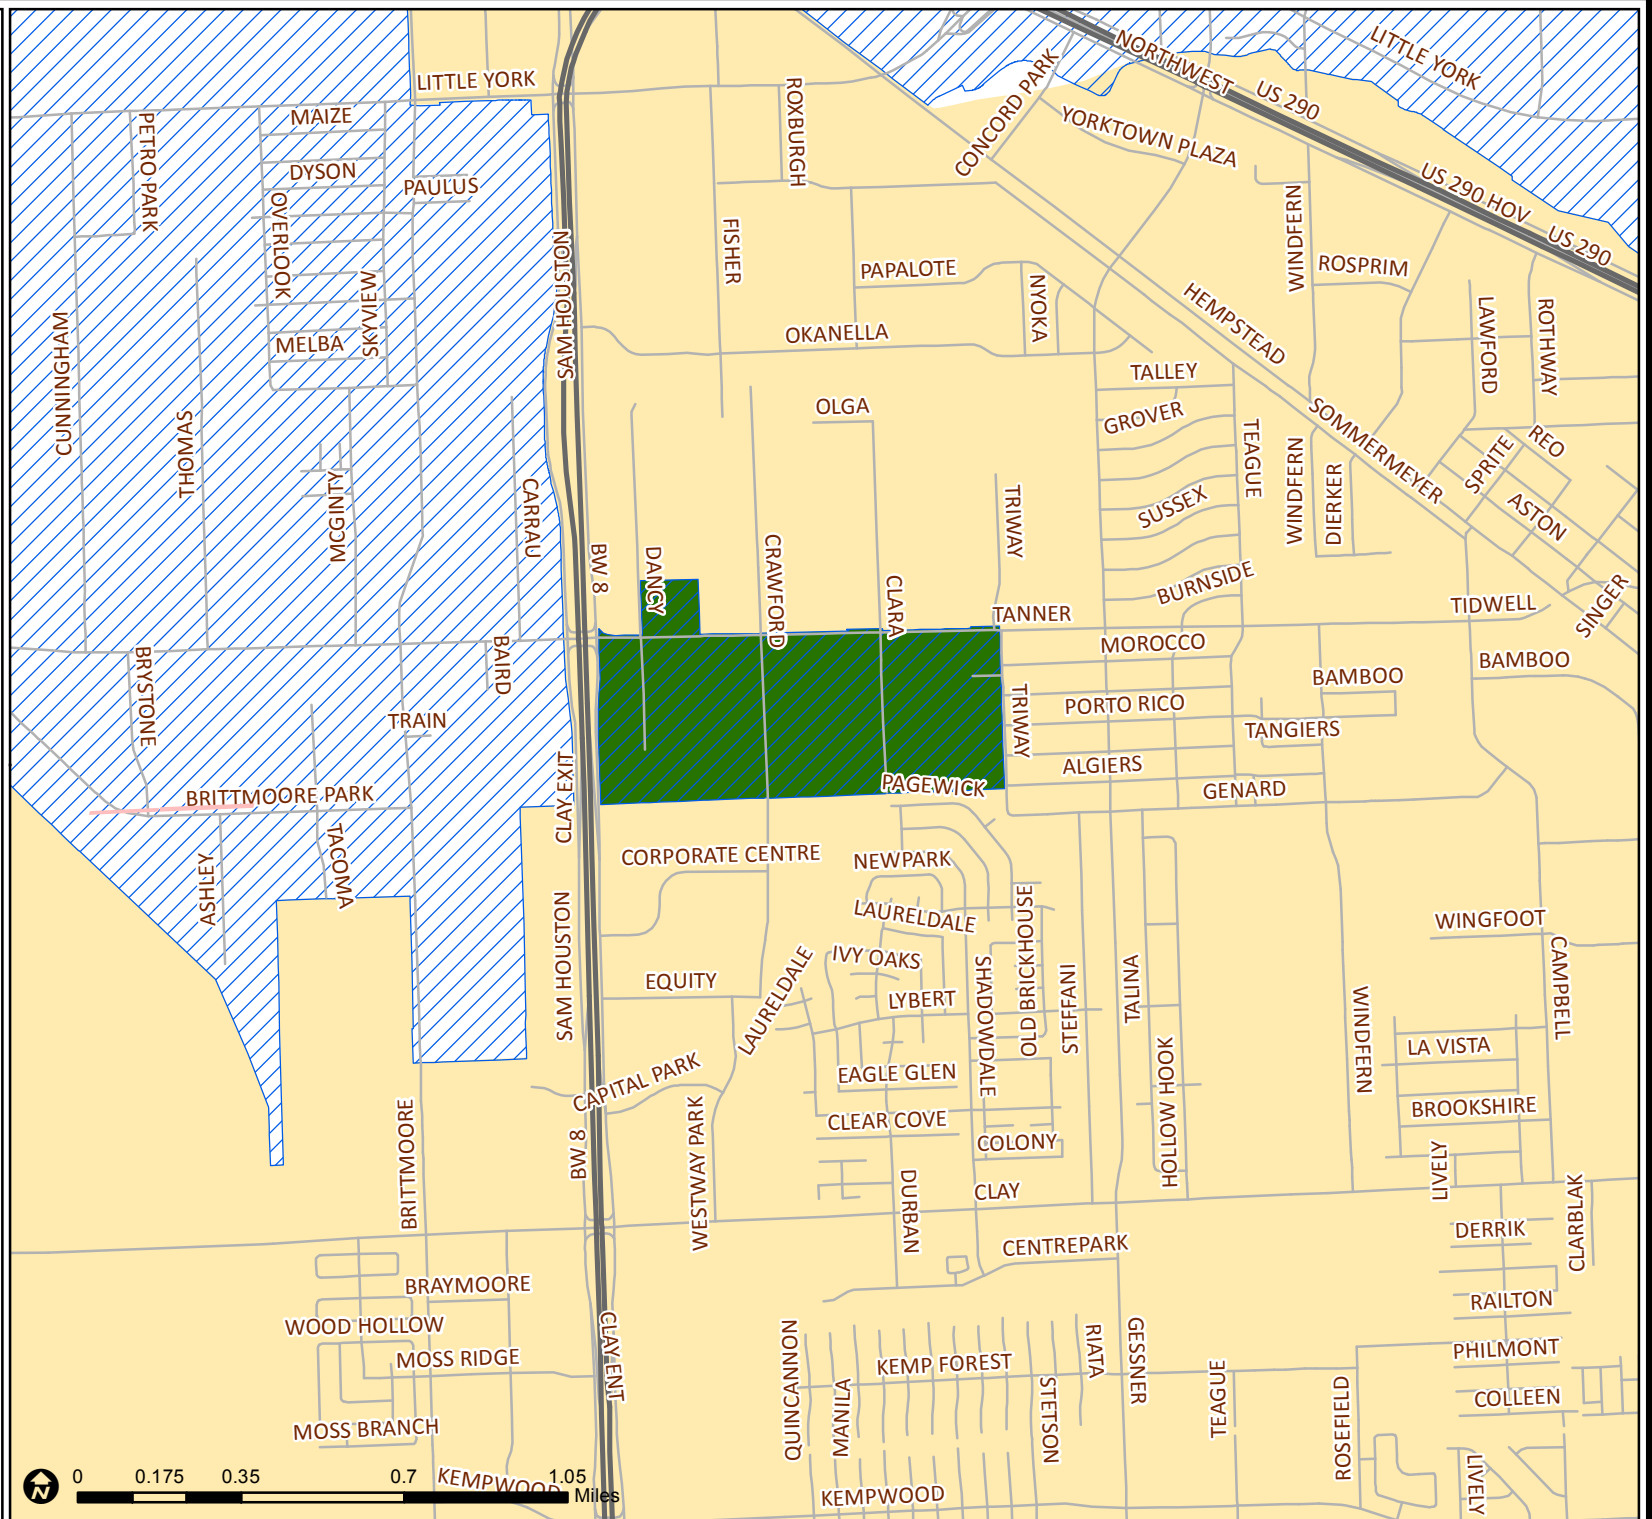 LITTLE YORK
NORTHWEST
LITTLE YORK
US 290
CONCORD PARK
YORKTOWN PLAZA
ROXBURGH
MAIZE
PETRO PARK
DYSON
PAULUS
OVERLOOK
US 290 HOV
US 290
WINDFERN
FISHER
SAM HOUSTON
PAPALOTE
ROSPRIM
NYOKA
SKYVIEW
HEMPSTEAD
LAWFORD
ROTHWAY
CUNNINGHAM
MELBA
OKANELLA
TALLEY
OLGA
GROVER
THOMAS
TEAGUE
SOMMERMEYER
REO
SPRITE
WINDFERN
DIERKER
MCGINTY
CARRAU
TRIWAY
SUSSEX
ASTON
BW 8
DANCY
CRAWFORD
CLARA
BURNSIDE
TANNER
TIDWELL
SINGER
BAIRD
MOROCCO
BRYSTONE
BAMBOO
BAMBOO
TRIWAY
PORTO RICO
TRAIN
TANGIERS
CLAY EXIT
ALGIERS
PAGEWICK
GENARD
BRITTMOORE PARK
TACOMA
ASHLEY
CORPORATE CENTRE
NEWPARK
LAURELDALE
OLD BRICKHOUSE
WINGFOOT
SAM HOUSTON
IVY OAKS
EQUITY
LAURELDALE
LYBERT
SHADOWDALE
STEFFANI
TALINA
WINDFERN
CAMPBELL
LA VISTA
EAGLE GLEN
CAPITAL PARK
HOLLOW HOOK
BROOKSHIRE
CLEAR COVE
COLONY
BRITTMOORE
BW 8
WESTWAY PARK
DURBAN
CLAY
LIVELY
CLARBLAK
DERRIK
CENTREPARK
BRAYMOORE
RAILTON
WOOD HOLLOW
CLAY ENT
MOSS RIDGE
QUINCANNON
MANILA
KEMP FOREST
RIATA
GESSNER
PHILMONT
STETSON
TEAGUE
ROSEFIELD
COLLEEN
MOSS BRANCH
KEMPWOOD
KEMPWOOD
LIVELY
N
0 0.175 0.35 0.7 1.05
Miles